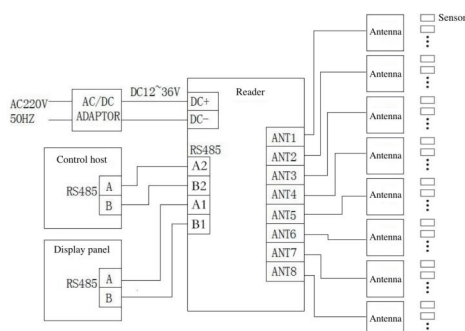 Sensor
Antenna
Antenna
Antenna
Antenna
Antenna
Antenna
Antenna
Antenna
AC220V
50HZ
AC/DC
ADAPTOR
DC12~36V
Reader
DC+
DC-
RS485
A2
B2
A1
B1
ANT1
ANT2
ANT3
ANT4
ANT5
ANT6
ANT7
ANT8
Control host
RS485
A
B
Display panel
RS485
A
B